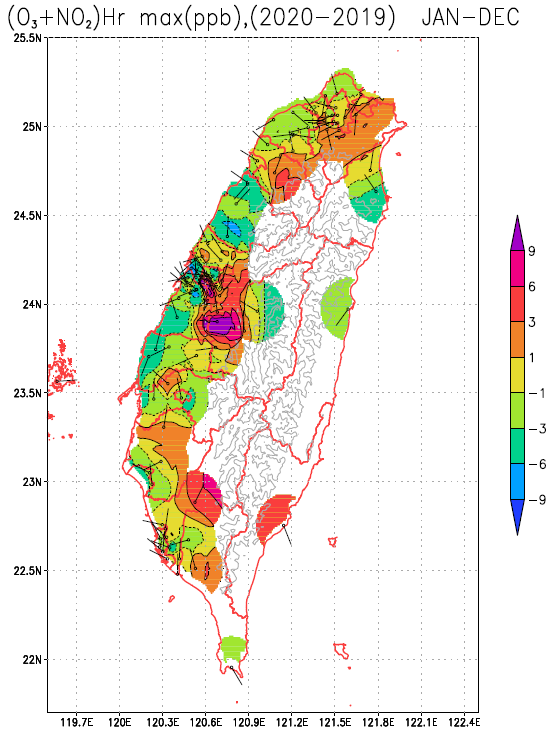 (O₃+NO₂)Hr max(ppb),(2020−2019) JAN−DEC
25.5N
25N
24.5N
24N
23.5N
23N
22.5N
22N
119.7E 120E 120.3E 120.6E 120.9E 121.2E 121.5E 121.8E 122.1E 122.4E
9
6
3
1
−1
−3
−6
−9